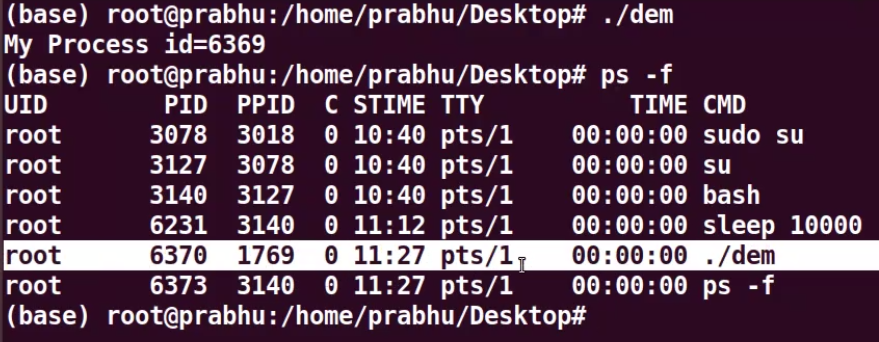 (base) root@prabhu:/home/prabhu/Desktop# ./dem
My Process id=6369
(base) root@prabhu:/home/prabhu/Desktop# ps -f
UID        PID  PPID  C STIME TTY          TIME CMD
root      3078  3018  0 10:40 pts/1    00:00:00 sudo su
root      3127  3078  0 10:40 pts/1    00:00:00 su
root      3140  3127  0 10:40 pts/1    00:00:00 bash
root      6231  3140  0 11:12 pts/1    00:00:00 sleep 10000
root      6370  1769  0 11:27 pts/1    00:00:00 ./dem
root      6373  3140  0 11:27 pts/1    00:00:00 ps -f
(base) root@prabhu:/home/prabhu/Desktop#